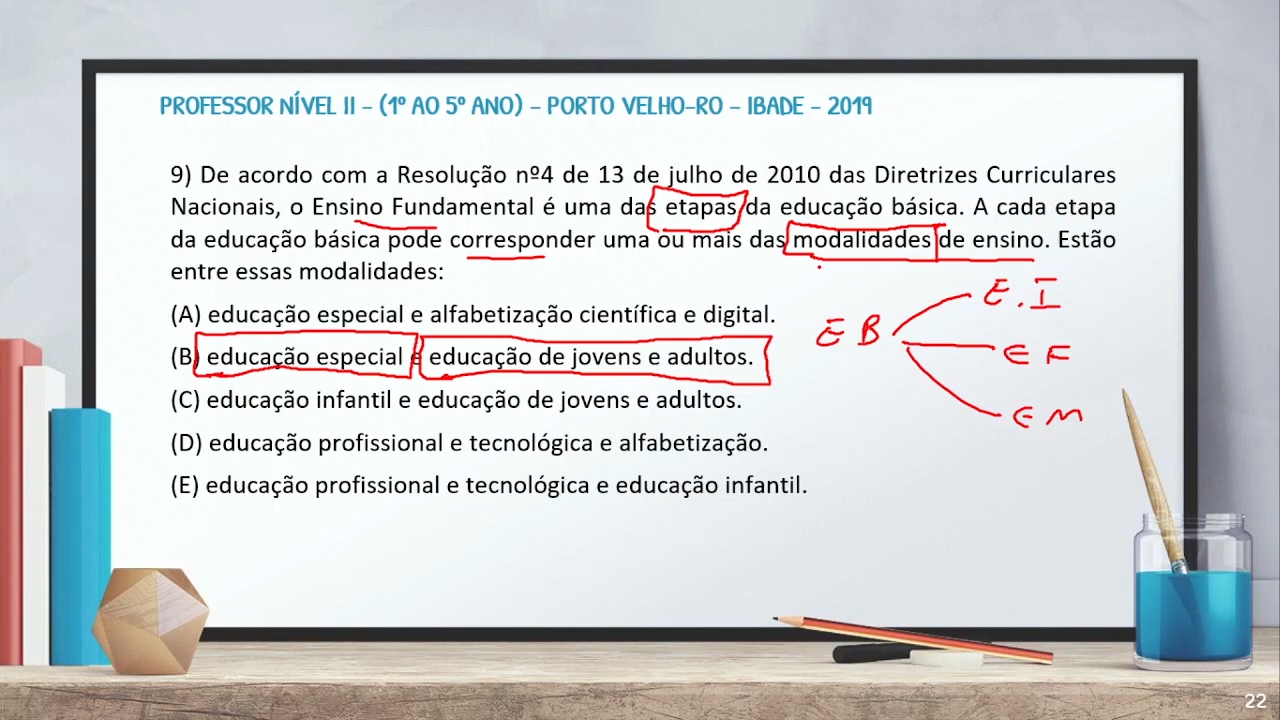 PROFESSOR NÍVEL II – (1º AO 5º ANO) – PORTO VELHO-RO – IBADE – 2019
9) De acordo com a Resolução nº4 de 13 de julho de 2010 das Diretrizes Curriculares
Nacionais, o Ensino Fundamental é uma das etapas da educação básica. A cada etapa
da educação básica pode corresponder uma ou mais das modalidades de ensino. Estão
entre essas modalidades:
(A) educação especial e alfabetização científica e digital.
(B) educação especial e educação de jovens e adultos.
(C) educação infantil e educação de jovens e adultos.
(D) educação profissional e tecnológica e alfabetização.
(E) educação profissional e tecnológica e educação infantil.
E.I
E B
E F
E M
22